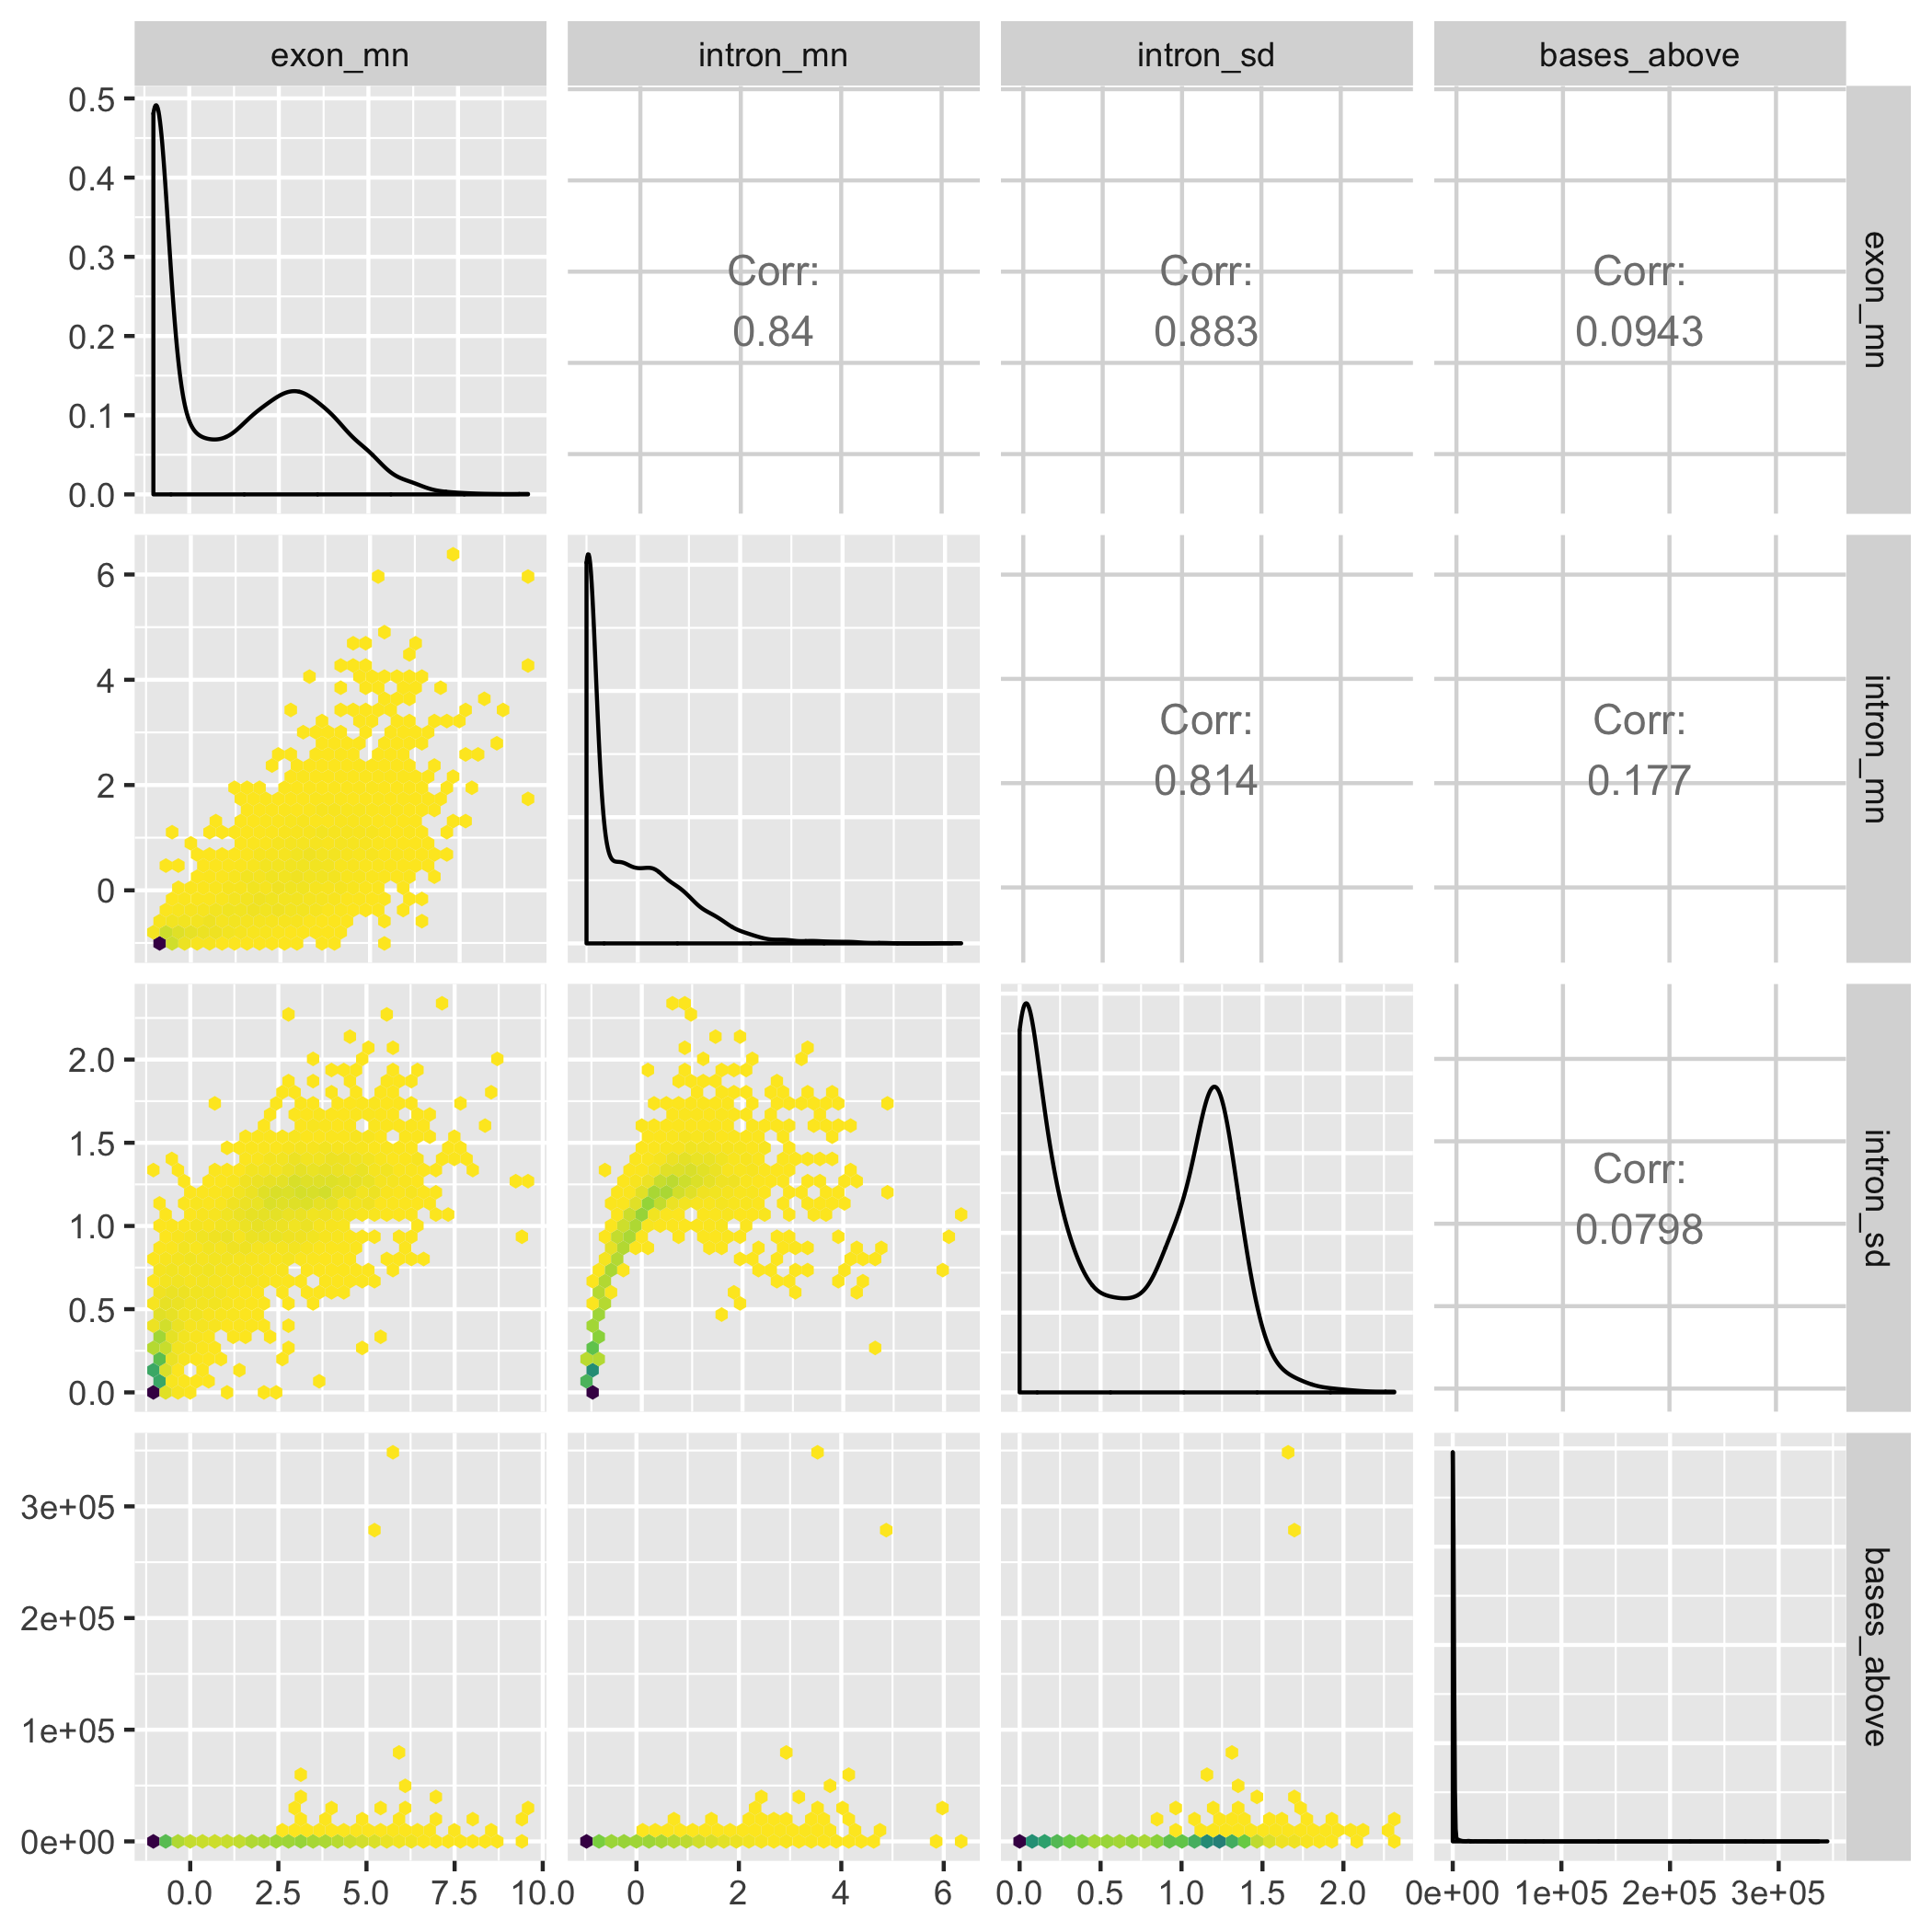 exon_mn intron_mn intron_sd bases_above
0.5
0.4
0.3
0.2
0.1
0.0
Corr:
0.84
Corr:
0.883
Corr:
0.0943
exon_mn
6
4
2
0
Corr:
0.814
Corr:
0.177
intron_mn
2.0
1.5
1.0
0.5
0.0
Corr:
0.0798
intron_sd
3e+05
2e+05
1e+05
0e+00
bases_above
0.0 2.5 5.0 7.5 10.0 0 2 4 6 0.0 0.5 1.0 1.5 2.0 0e+00 1e+05 2e+05 3e+05